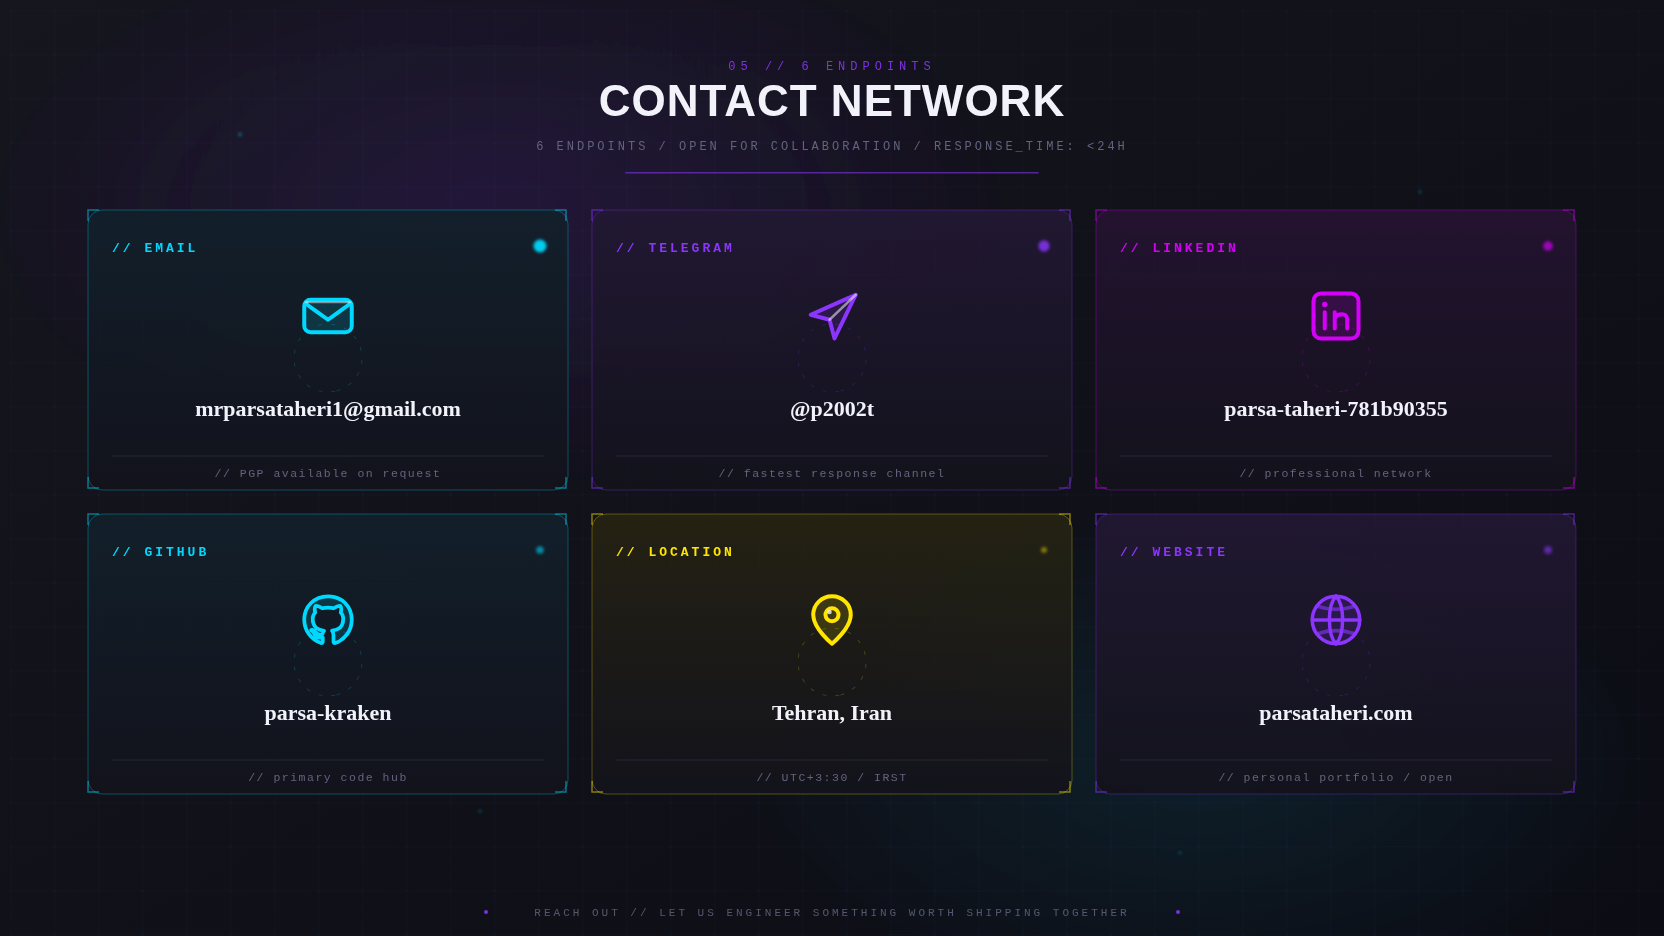 05 // 6 ENDPOINTS
CONTACT NETWORK
6 ENDPOINTS / OPEN FOR COLLABORATION / RESPONSE_TIME: <24H
// EMAIL
mrparsataheri1@gmail.com
// PGP available on request
// TELEGRAM
@p2002t
// fastest response channel
// LINKEDIN
in
parsa-taheri-781b90355
// professional network
// GITHUB
parsa-kraken
// primary code hub
// LOCATION
Tehran, Iran
// UTC+3:30 / IRST
// WEBSITE
parsataheri.com
// personal portfolio / open
REACH OUT // LET US ENGINEER SOMETHING WORTH SHIPPING TOGETHER